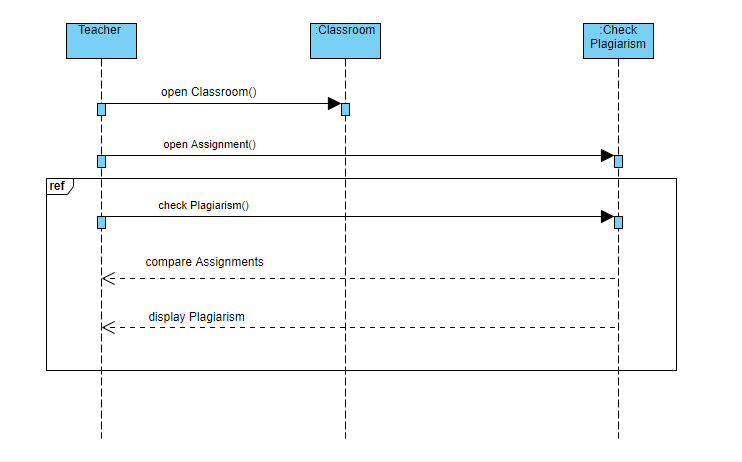 Teacher
:Classroom
:Check
Plagiarism
open Classroom()
open Assignment()
ref
check Plagiarism()
compare Assignments
display Plagiarism